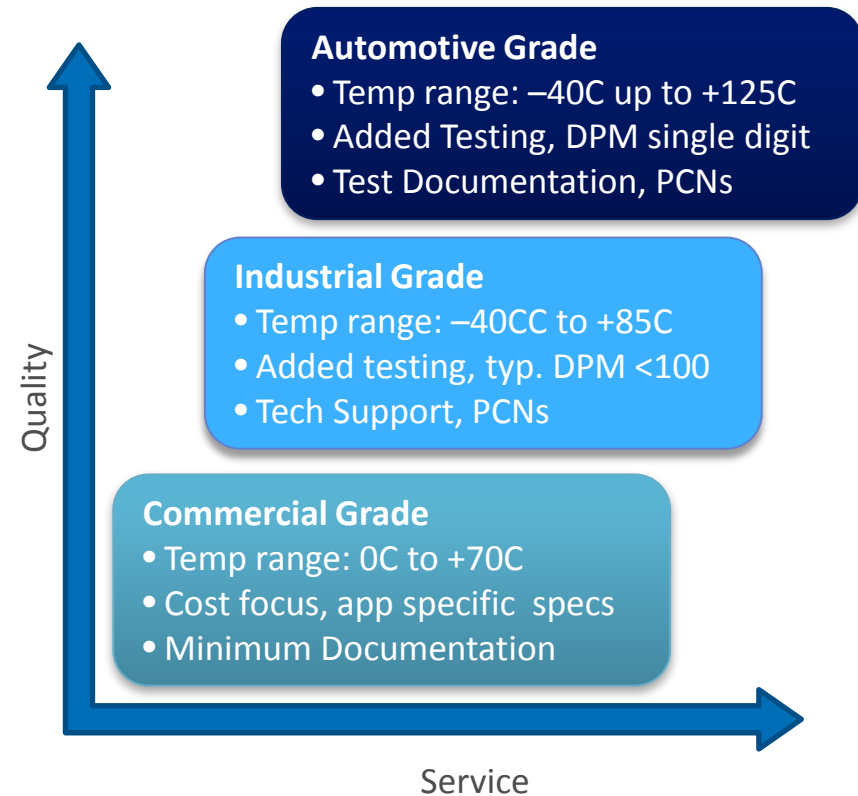 Automotive Grade
• Temp range: –40C up to +125C
• Added Testing, DPM single digit
• Test Documentation, PCNs
Industrial Grade
• Temp range: –40CC to +85C
• Added testing, typ. DPM <100
• Tech Support, PCNs
Commercial Grade
• Temp range: 0C to +70C
• Cost focus, app specific  specs
• Minimum Documentation
Quality
Service